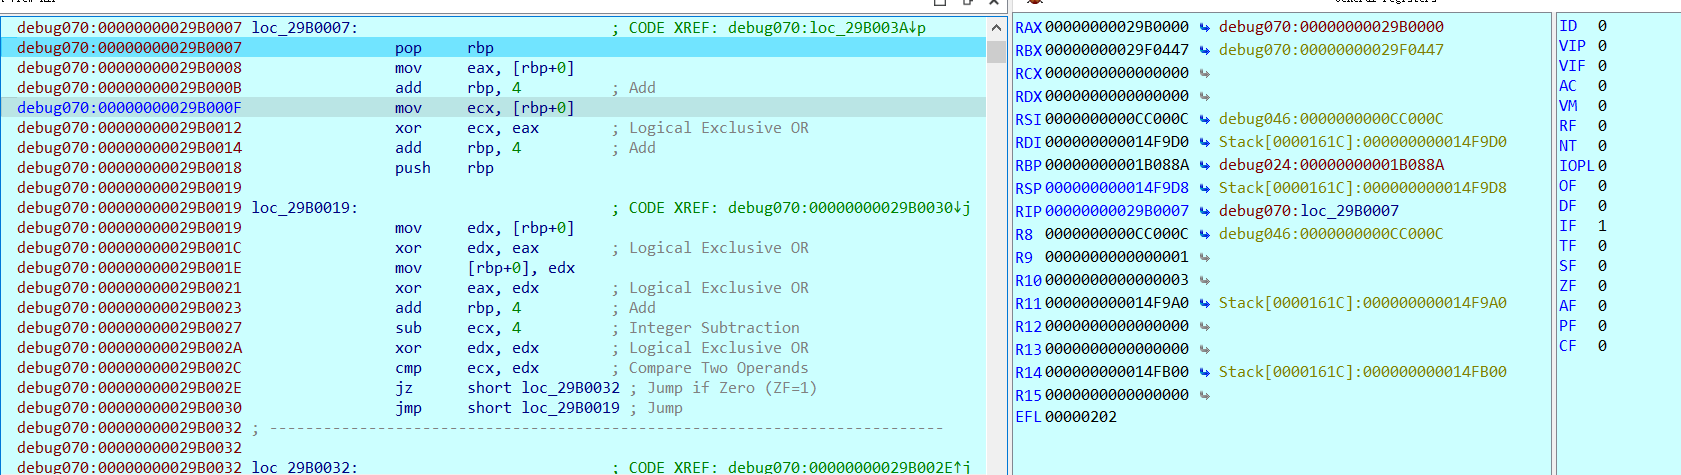 General registers
debug070:00000000029B0007 loc_29B0007: ; CODE XREF: debug070:loc_29B003A↓p
debug070:00000000029B0007 pop rbp
debug070:00000000029B0008 mov eax, [rbp+0]
debug070:00000000029B000B add rbp, 4 ; Add
debug070:00000000029B000F mov ecx, [rbp+0]
debug070:00000000029B0012 xor ecx, eax ; Logical Exclusive OR
debug070:00000000029B0014 add rbp, 4 ; Add
debug070:00000000029B0018 push rbp
debug070:00000000029B0019
debug070:00000000029B0019 loc_29B0019: ; CODE XREF: debug070:00000000029B0030↓j
debug070:00000000029B0019 mov edx, [rbp+0]
debug070:00000000029B001C xor edx, eax ; Logical Exclusive OR
debug070:00000000029B001E mov [rbp+0], edx
debug070:00000000029B0021 xor eax, edx ; Logical Exclusive OR
debug070:00000000029B0023 add rbp, 4 ; Add
debug070:00000000029B0027 sub ecx, 4 ; Integer Subtraction
debug070:00000000029B002A xor edx, edx ; Logical Exclusive OR
debug070:00000000029B002C cmp ecx, edx ; Compare Two Operands
debug070:00000000029B002E jz short loc_29B0032 ; Jump if Zero (ZF=1)
debug070:00000000029B0030 jmp short loc_29B0019 ; Jump
debug070:00000000029B0032 ; ---------------------------------------------------------------------------
debug070:00000000029B0032
debug070:00000000029B0032 loc_29B0032: ; CODE XREF: debug070:00000000029B002E↑j
RAX 00000000029B0000 debug070:00000000029B0000
RBX 00000000029F0447 debug070:00000000029F0447
RCX 0000000000000000
RDX 0000000000000000
RSI 0000000000CC000C debug046:0000000000CC000C
RDI 000000000014F9D0 Stack[0000161C]:000000000014F9D0
RBP 00000000001B088A debug024:00000000001B088A
RSP 000000000014F9D8 Stack[0000161C]:000000000014F9D8
RIP 00000000029B0007 debug070:loc_29B0007
R8 0000000000CC000C debug046:0000000000CC000C
R9 0000000000000001
R10 0000000000000003
R11 000000000014F9A0 Stack[0000161C]:000000000014F9A0
R12 0000000000000000
R13 0000000000000000
R14 000000000014FB00 Stack[0000161C]:000000000014FB00
R15 0000000000000000
EFL 00000202
ID 0
VIP 0
VIF 0
AC 0
VM 0
RF 0
NT 0
IOPL 0
OF 0
DF 0
IF 1
TF 0
SF 0
ZF 0
AF 0
PF 0
CF 0